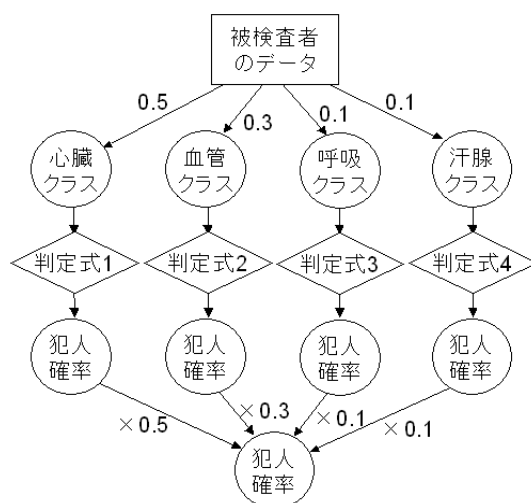 被検査者
のデータ
0.5
0.3
0.1
0.1
心臓
クラス
血管
クラス
呼吸
クラス
汗腺
クラス
判定式1
判定式2
判定式3
判定式4
犯人
確率
犯人
確率
犯人
確率
犯人
確率
×0.5
×0.3
×0.1
×0.1
犯人
確率